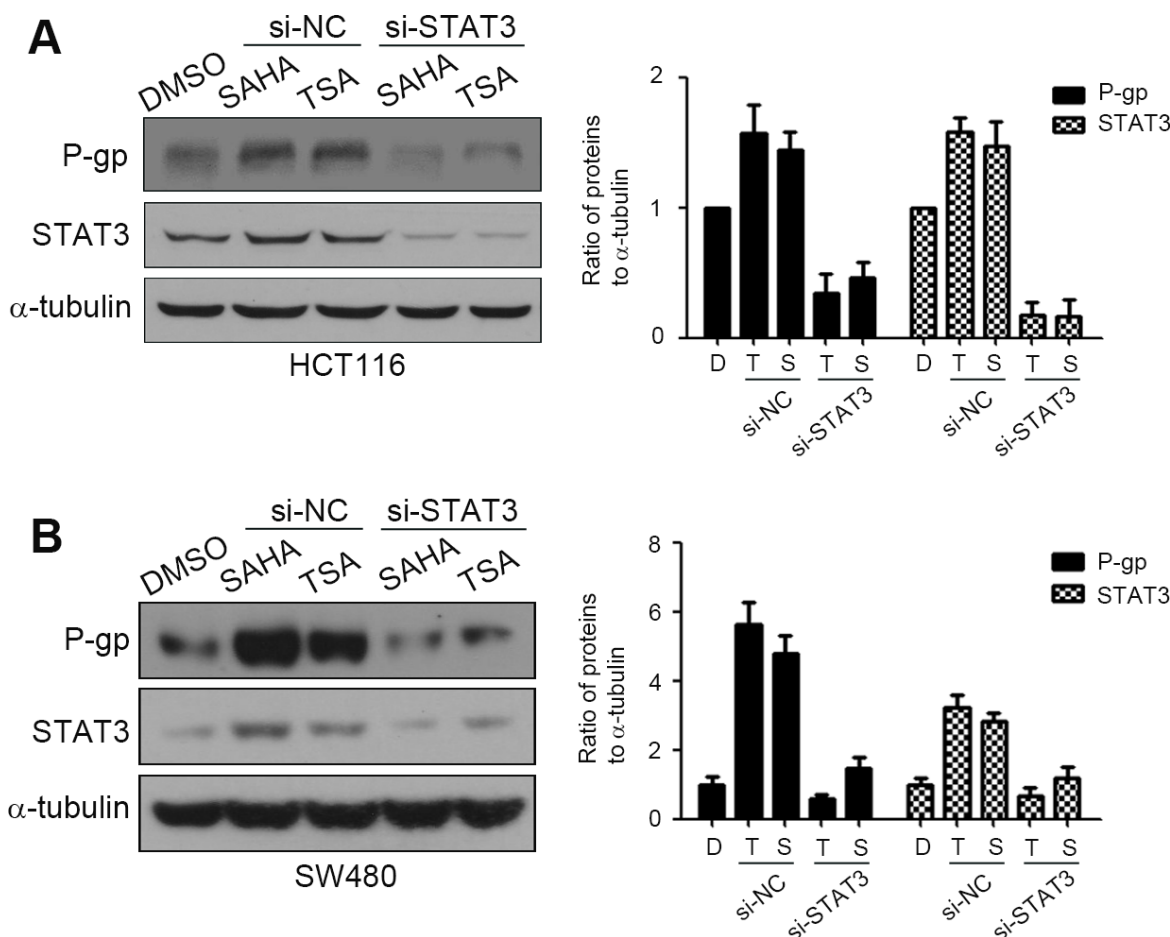 A
si-NC si-STAT3
DMSO SAHA TSA SAHA TSA
P-gp
STAT3
α-tubulin
HCT116
2
1
0
Ratio of proteins
to α-tubulin
P-gp
STAT3
D T S T S D T S T S
si-NC si-STAT3 si-NC si-STAT3
B
si-NC si-STAT3
DMSO SAHA TSA SAHA TSA
P-gp
STAT3
α-tubulin
SW480
8
6
4
2
0
Ratio of proteins
to α-tubulin
P-gp
STAT3
D T S T S D T S T S
si-NC si-STAT3 si-NC si-STAT3